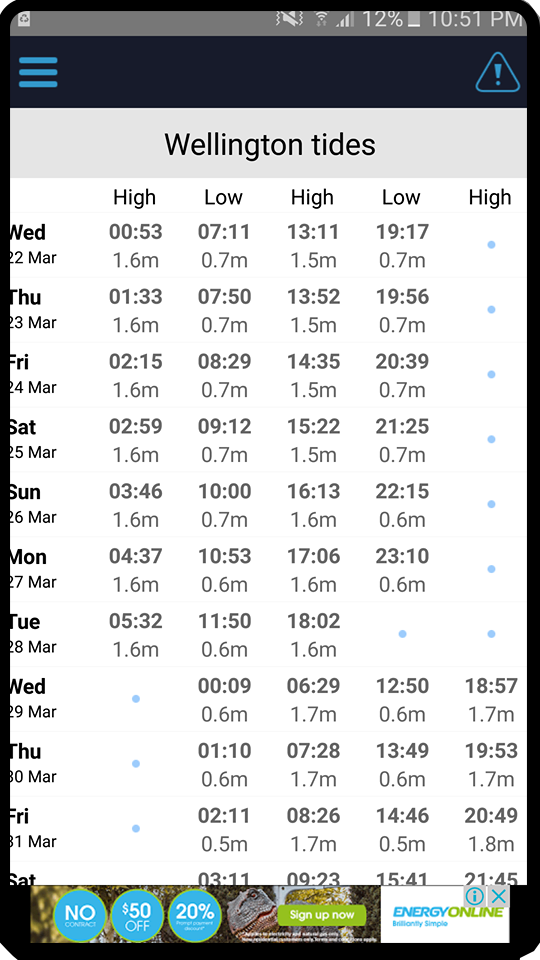 12% 10:51 PM
Wellington tides
High Low High Low High
Wed 00:53 07:11 13:11 19:17
22 Mar 1.6m 0.7m 1.5m 0.7m
Thu 01:33 07:50 13:52 19:56
23 Mar 1.6m 0.7m 1.5m 0.7m
Fri 02:15 08:29 14:35 20:39
24 Mar 1.6m 0.7m 1.5m 0.7m
Sat 02:59 09:12 15:22 21:25
25 Mar 1.6m 0.7m 1.5m 0.7m
Sun 03:46 10:00 16:13 22:15
26 Mar 1.6m 0.7m 1.6m 0.6m
Mon 04:37 10:53 17:06 23:10
27 Mar 1.6m 0.6m 1.6m 0.6m
Tue 05:32 11:50 18:02
28 Mar 1.6m 0.6m 1.6m
Wed 00:09 06:29 12:50 18:57
29 Mar 0.6m 1.7m 0.6m 1.7m
Thu 01:10 07:28 13:49 19:53
30 Mar 0.6m 1.7m 0.6m 1.7m
Fri 02:11 08:26 14:46 20:49
31 Mar 0.5m 1.7m 0.5m 1.8m
Sat 03:11 09:23 15:41 21:45
NO
CONTRACT
$50
OFF
20%
Prompt payment
discount*
Sign up now
ENERGYONLINE
Brilliantly Simple